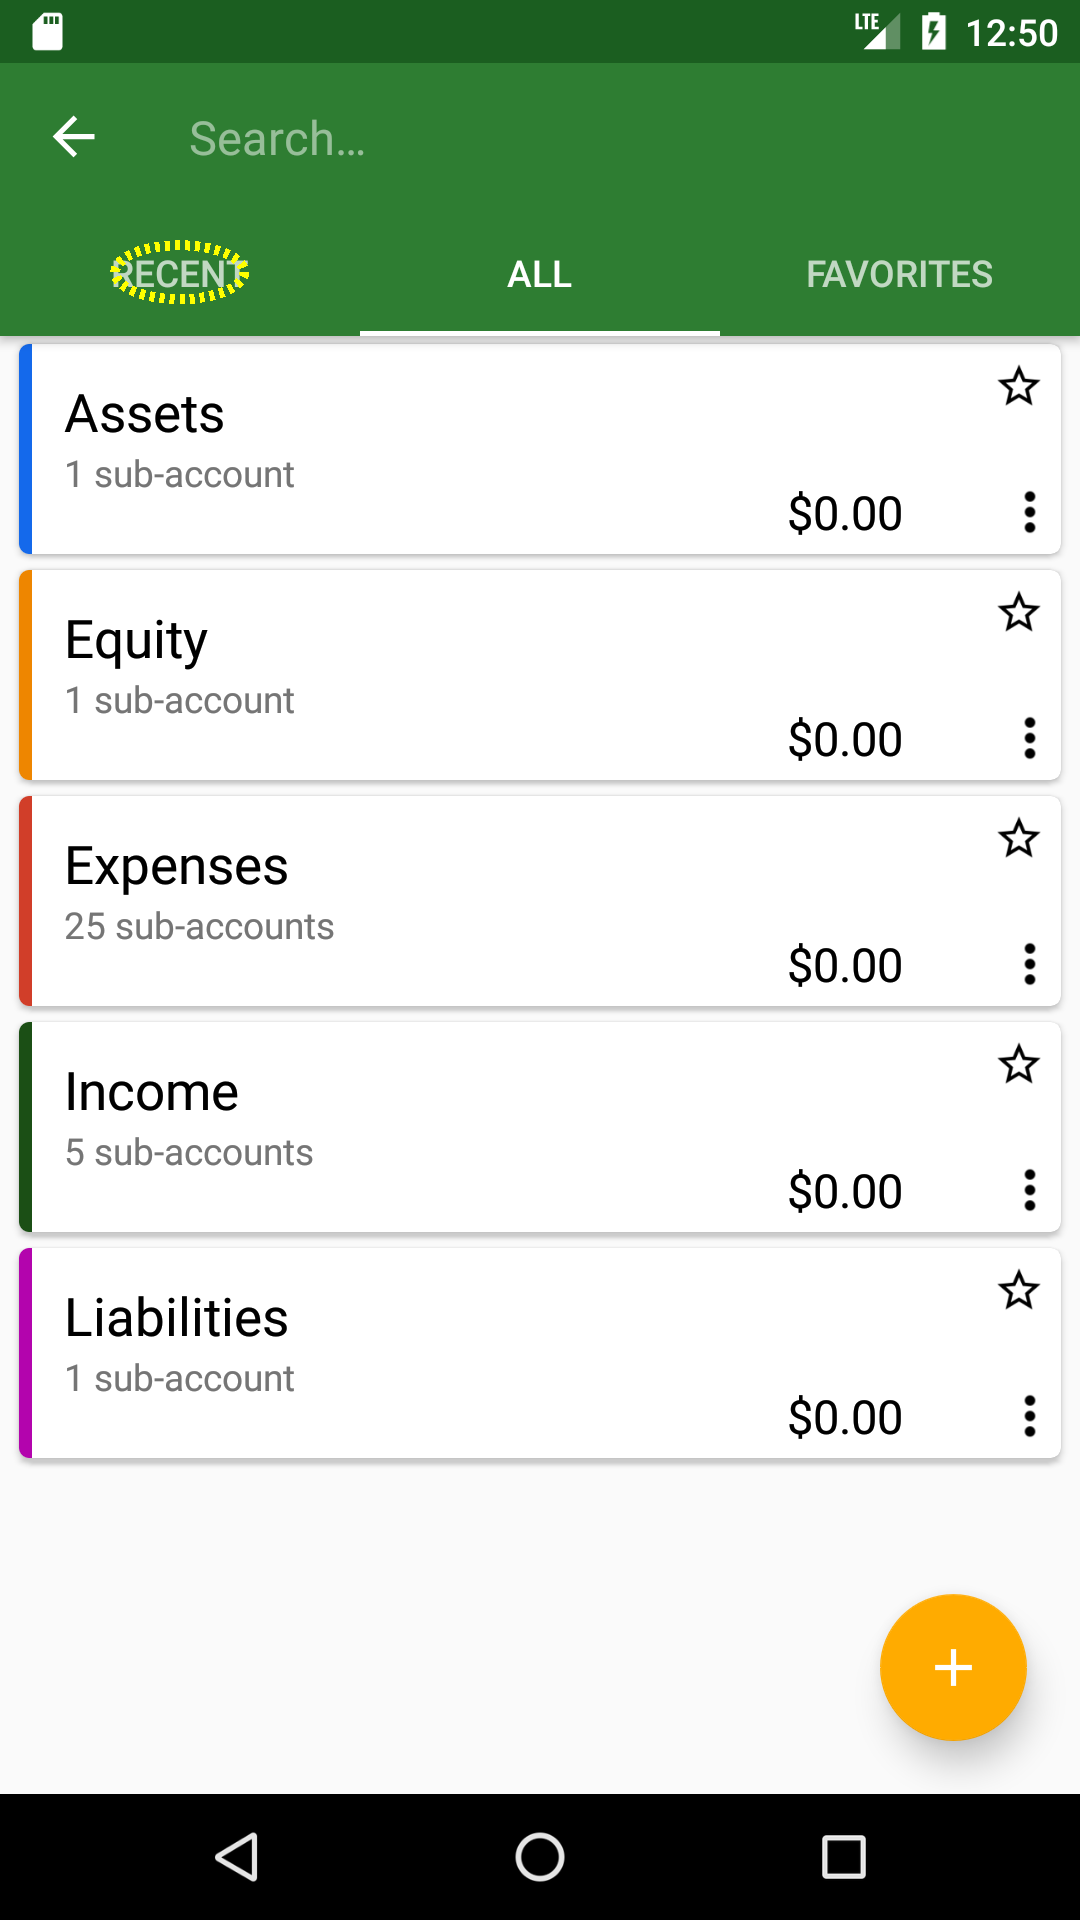 LTE 12:50
Search...
RECENT ALL FAVORITES
Assets
1 sub-account
$0.00
Equity
1 sub-account
$0.00
Expenses
25 sub-accounts
$0.00
Income
5 sub-accounts
$0.00
Liabilities
1 sub-account
$0.00